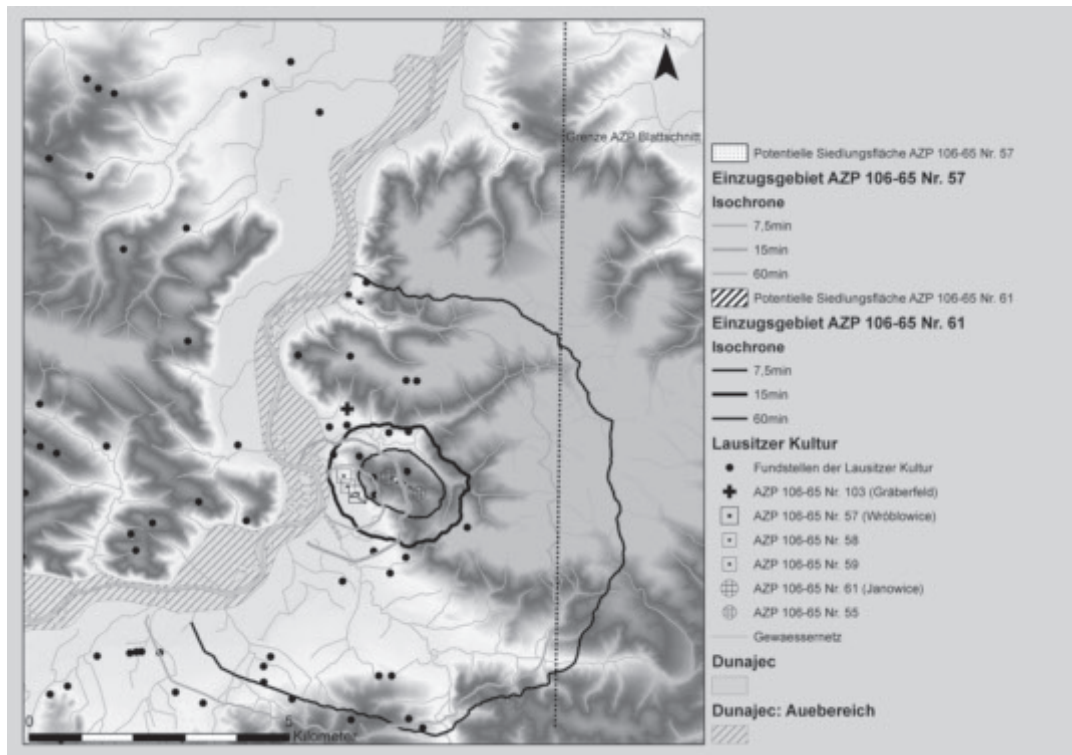 N
Grenze AZP Blattschnitt
0
5
Kilometer
Potentielle Siedlungsfläche AZP 106-65 Nr. 57
Einzugsgebiet AZP 106-65 Nr. 57
Isochrone
7,5min
15min
60min
Potentielle Siedlungsfläche AZP 106-65 Nr. 61
Einzugsgebiet AZP 106-65 Nr. 61
Isochrone
7,5min
15min
60min
Lausitzer Kultur
Fundstellen der Lausitzer Kultur
AZP 106-65 Nr. 103 (Gräberfeld)
AZP 106-65 Nr. 57 (Wróblowice)
AZP 106-65 Nr. 58
AZP 106-65 Nr. 59
AZP 106-65 Nr. 61 (Janowice)
AZP 106-65 Nr. 55
Gewaessernetz
Dunajec
Dunajec: Auebereich